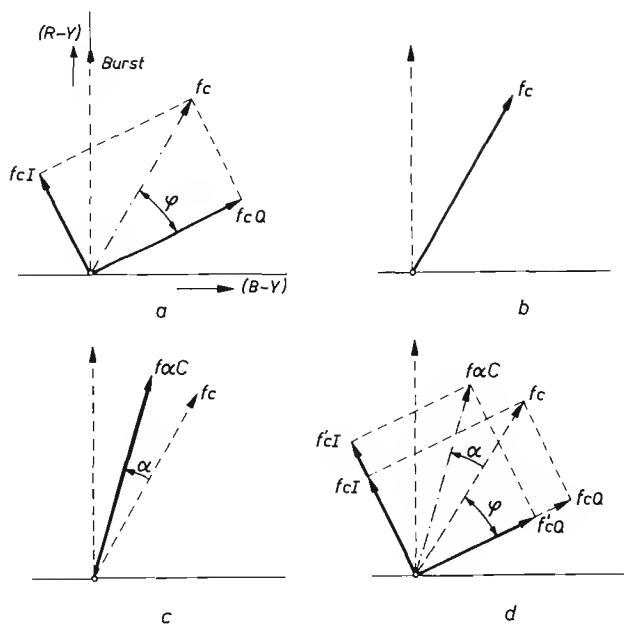 (R-Y)
Burst
fc
fcI
φ
fcQ
(B-Y)
a
fc
b
fαC
fc
α
c
fαC
f'cI
fc
α
fcI
φ
fcQ
f'cQ
d